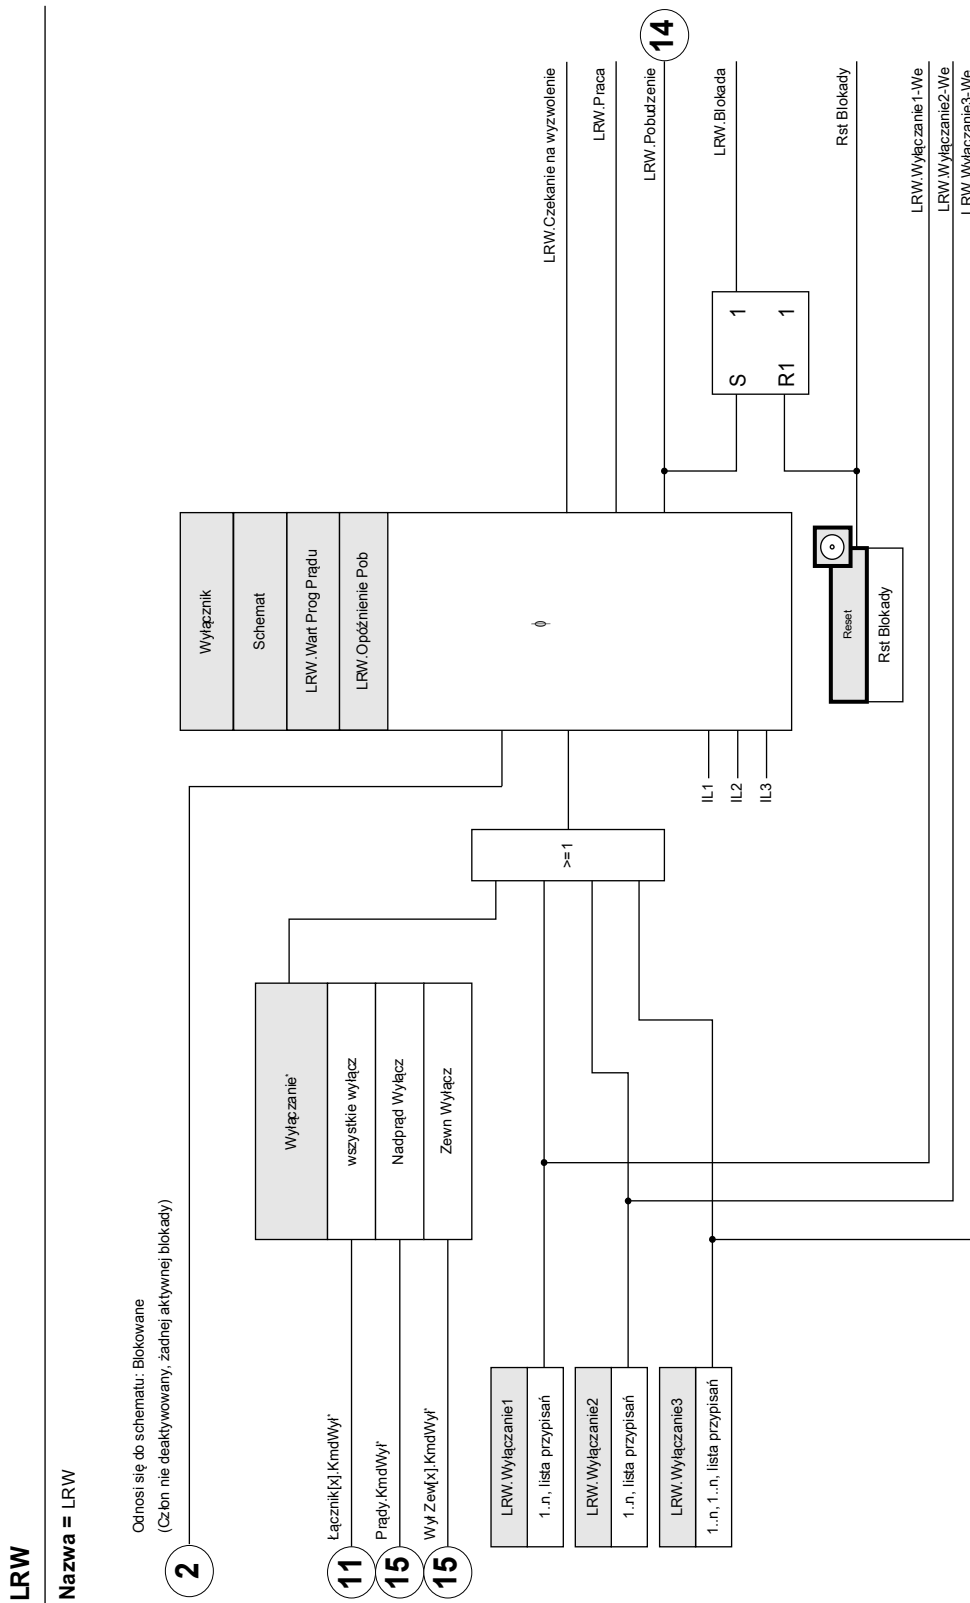 LRW
Nazwa = LRW
Odnosi się do schematu: Blokowane
(Człon nie deaktywowany, żadnej aktywnej blokady)
2
Łącznik[x].KmdWył*
11
Prądy.KmdWył*
15
Wył Zew[x].KmdWył*
15
Wyłączanie*
wszystkie wyłącz
Nadprąd Wyłącz
Zewn Wyłącz
LRW.Wyłączanie1
1..n, lista przypisań
LRW.Wyłączanie2
1..n, lista przypisań
LRW.Wyłączanie3
1..n, 1..n, lista przypisań
>=1
IL1
IL2
IL3
Wyłącznik
Schemat
LRW.Wart Prog Prądu
LRW.Opóźnienie Pob
ϕ
Reset
Rst Blokady
S 1
R1 1
LRW.Czekanie na wyzwolenie
LRW.Praca
LRW.Pobudzenie
14
LRW.Blokada
Rst Blokady
LRW.Wyłączanie1-We
LRW.Wyłączanie2-We
LRW.Wyłączanie3-We